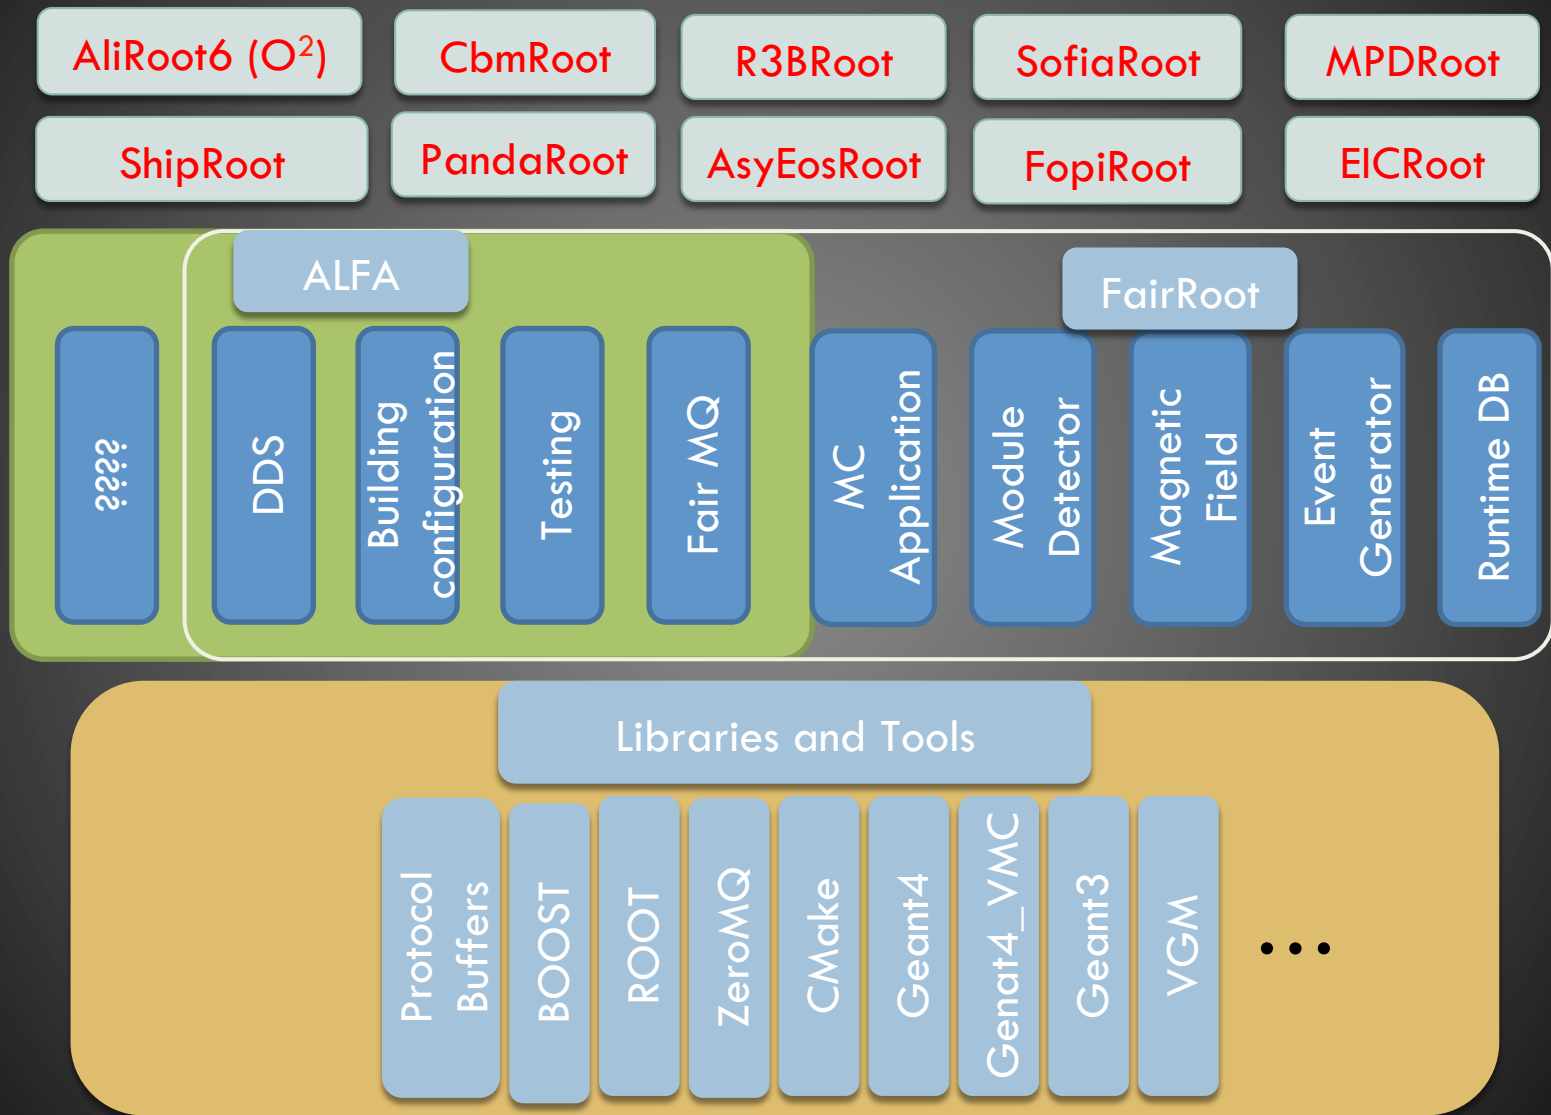 AliRoot6 (O²)
CbmRoot
R3BRoot
SofiaRoot
MPDRoot
ShipRoot
PandaRoot
AsyEosRoot
FopiRoot
EICRoot
ALFA
FairRoot
?????
DDS
Building
configuration
Testing
Fair MQ
MC
Application
Module
Detector
Magnetic
Field
Event
Generator
Runtime DB
Libraries and Tools
Protocol
Buffers
BOOST
ROOT
ZeroMQ
CMake
Geant4
Genat4_VMC
Geant3
VGM
...